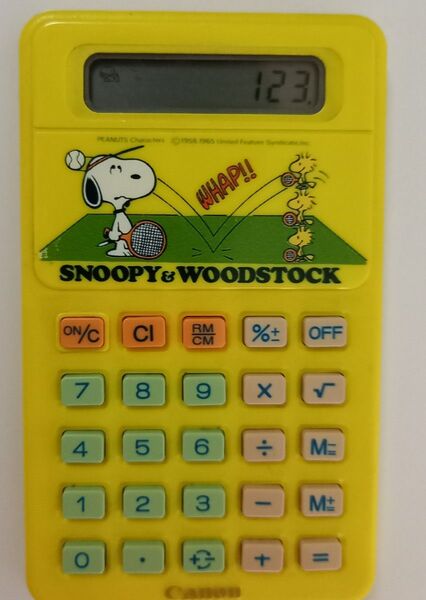 123.
PEANUTS Characters ©1958,1965 United Feature Syndicate, Inc.
WHAP!!
SNOOPY & WOODSTOCK
ON/C CI RM/CM %± OFF
7 8 9 × √
4 5 6 ÷ M=
1 2 3 − M±
0 · + = 
Canon